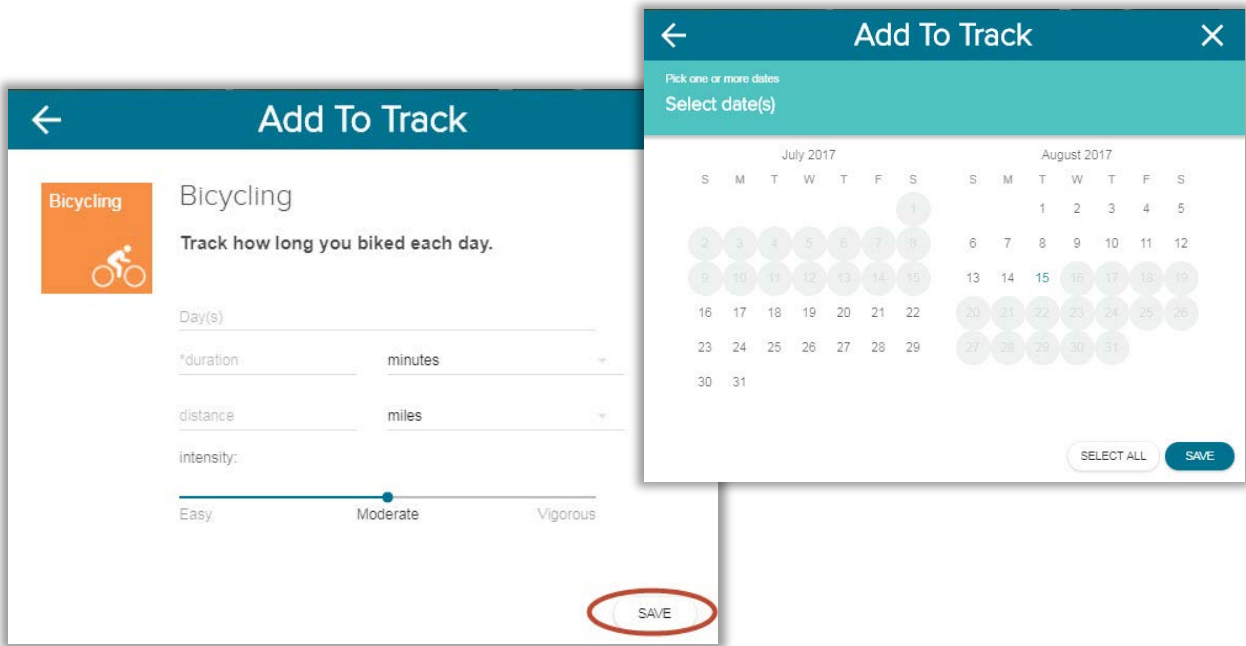 Add To Track
Bicycling
Bicycling
Track how long you biked each day.
Day(s)
*duration minutes
distance miles
intensity:
Easy Moderate Vigorous
SAVE
Add To Track
Pick one or more dates
Select date(s)
July 2017
S M T W T F S
1
2 3 4 5 6 7 8
9 10 11 12 13 14 15
16 17 18 19 20 21 22
23 24 25 26 27 28 29
30 31
August 2017
S M T W T F S
1 2 3 4 5
6 7 8 9 10 11 12
13 14 15 16 17 18 19
20 21 22 23 24 25 26
27 28 29 30 31
SELECT ALL SAVE